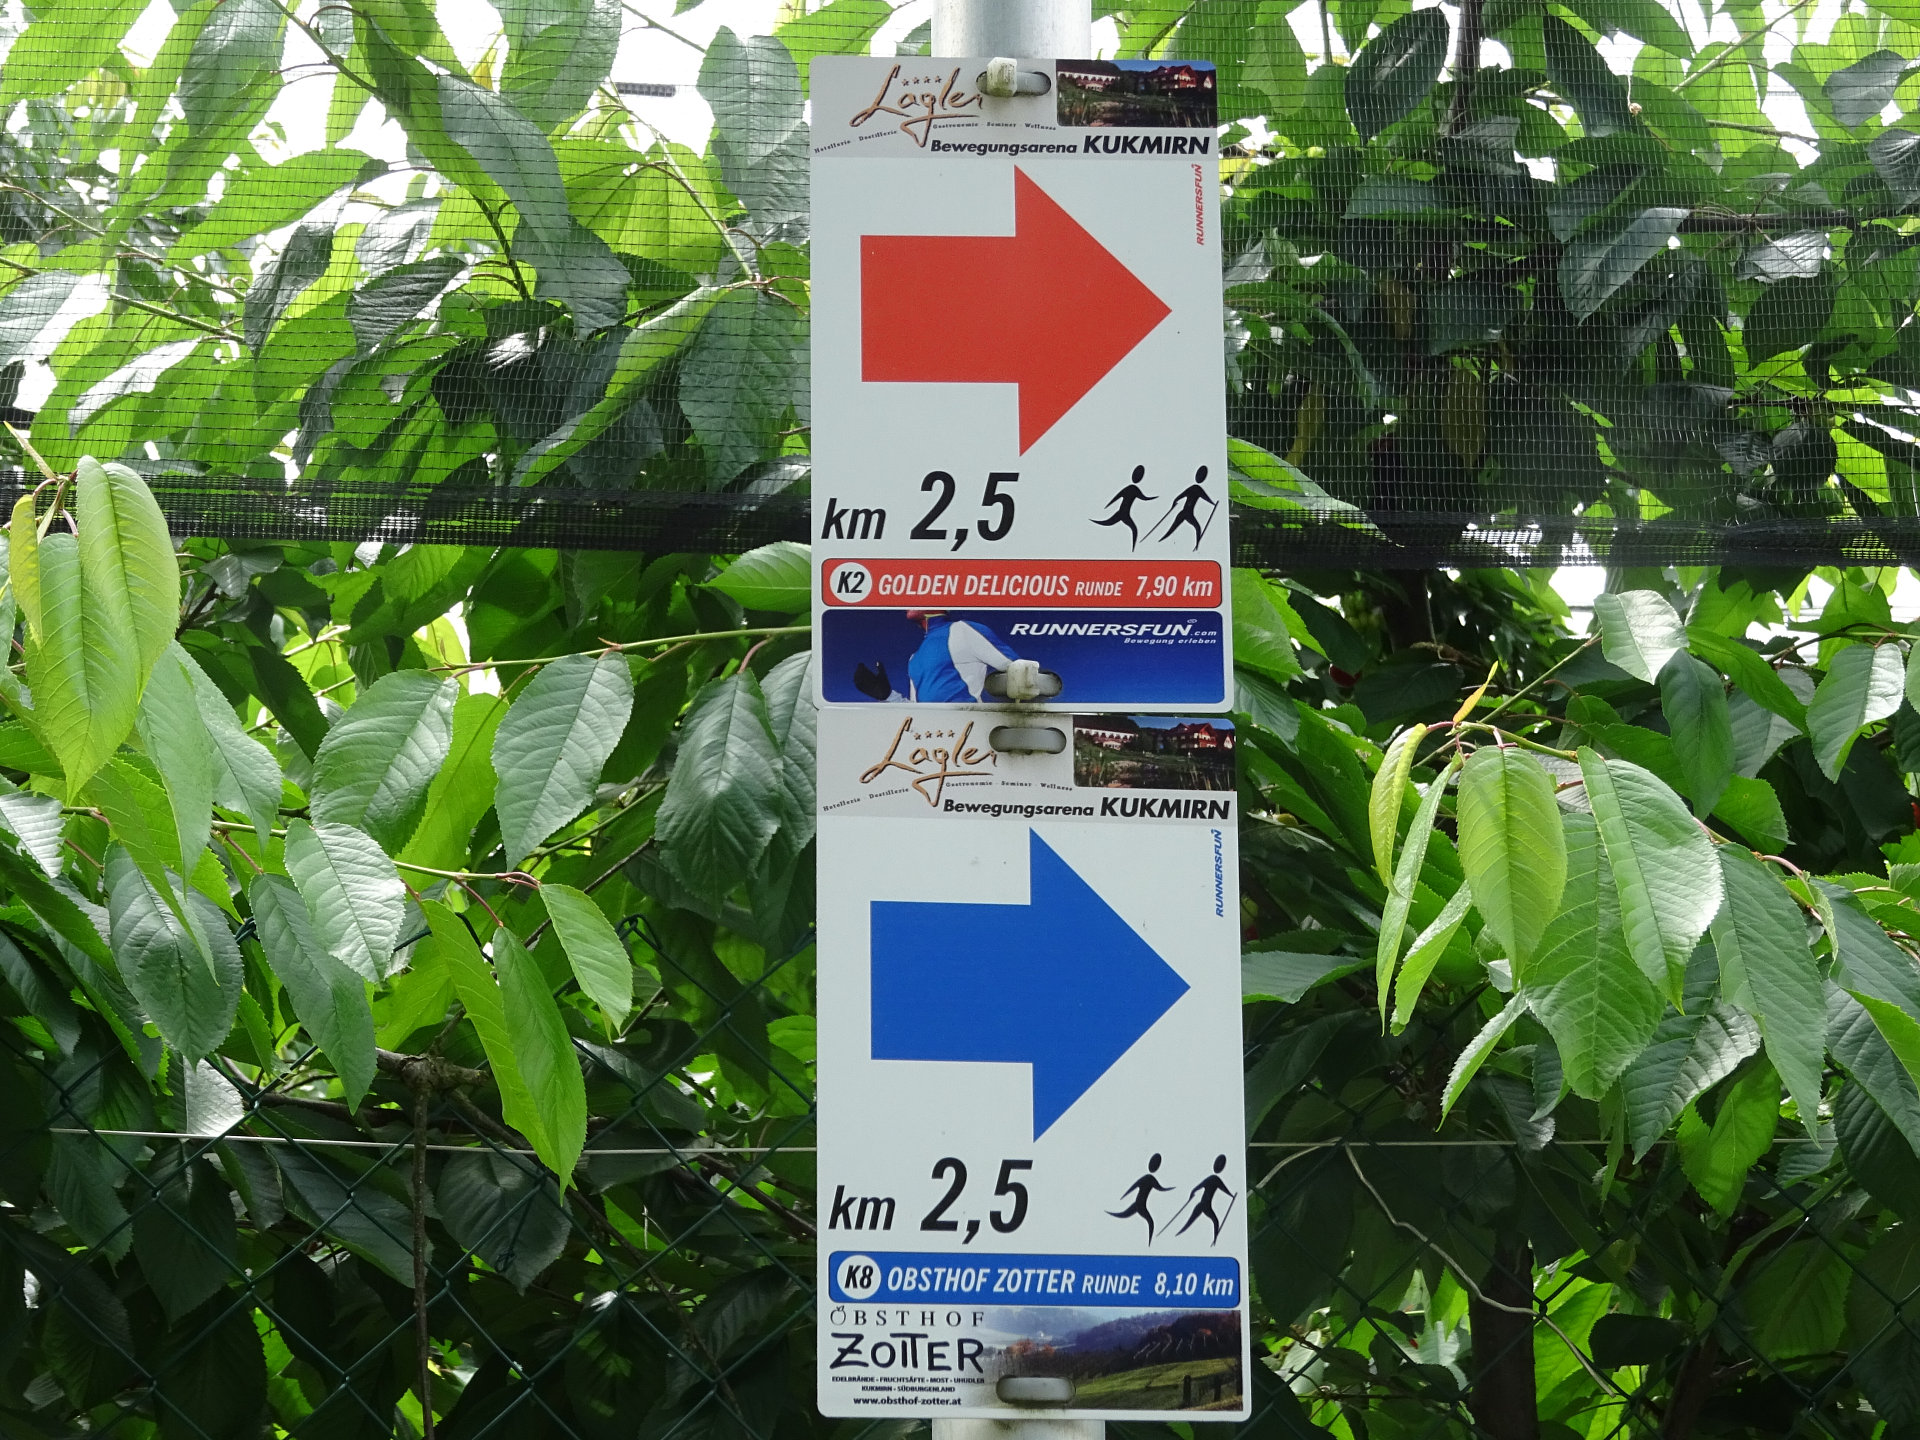 Lagler
Hotellerie Destillerie Gastronomie - Seminar - Wellness
Bewegungsarena KUKMIRN
RUNNERSFUN
km 2,5
K2 GOLDEN DELICIOUS RUNDE 7,90 km
RUNNERSFUN.com
Bewegung erleben
Lagler
Hotellerie Destillerie Gastronomie - Seminar - Wellness
Bewegungsarena KUKMIRN
RUNNERSFUN
km 2,5
K8 OBSTHOF ZOTTER RUNDE 8,10 km
OBSTHOF
ZOTTER
EDELBRÄNDE - FRUCHTSÄFTE - MOST - UHUDLER
KUKMIRN - SÜDBURGENLAND
www.obsthof-zotter.at